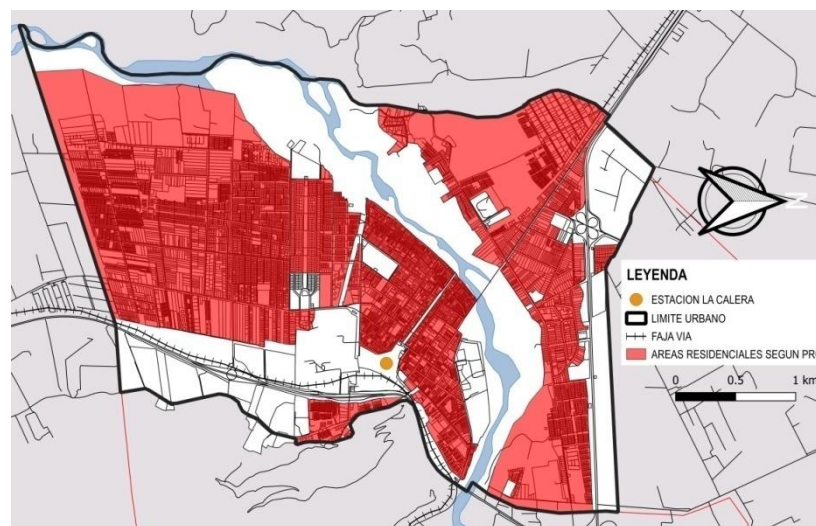 N
LEYENDA
ESTACION LA CALERA
LIMITE URBANO
FAJA VIA
AREAS RESIDENCIALES SEGUN PR
0 0.5 1 km